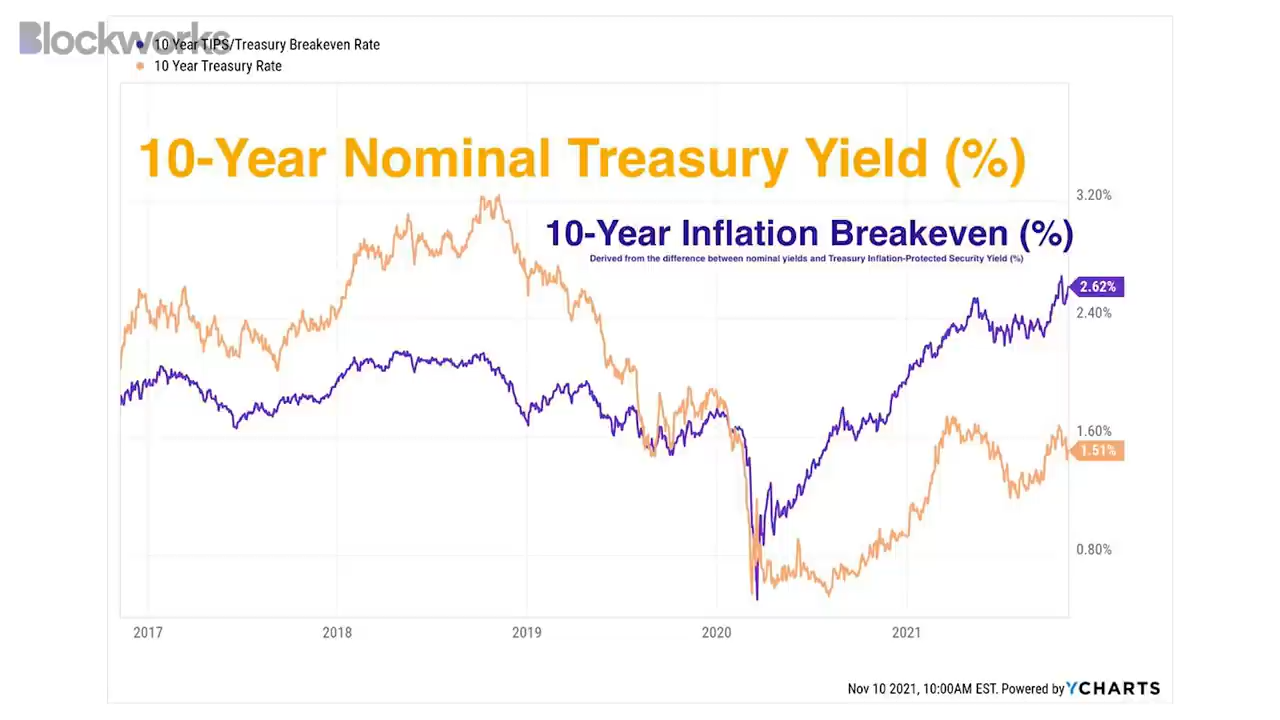 Blockworks
10 Year TIPS/Treasury Breakeven Rate
10 Year Treasury Rate
10-Year Nominal Treasury Yield (%)
3.20%
10-Year Inflation Breakeven (%)
Derived from the difference between nominal yields and Treasury Inflation-Protected Security Yield (%)
2.62%
2.40%
1.60%
1.51%
0.80%
2017 2018 2019 2020 2021
Nov 10 2021, 10:00AM EST. Powered by YCHARTS